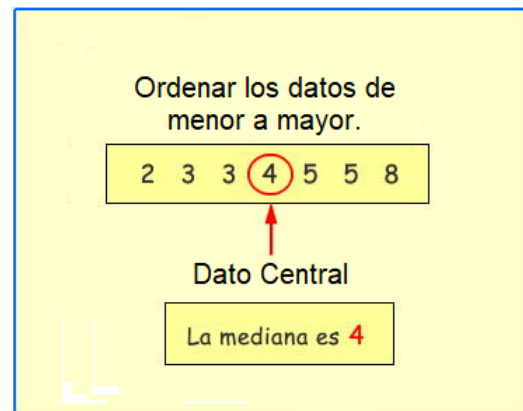 Ordenar los datos de
menor a mayor.
2 3 3 4 5 5 8
Dato Central
La mediana es 4